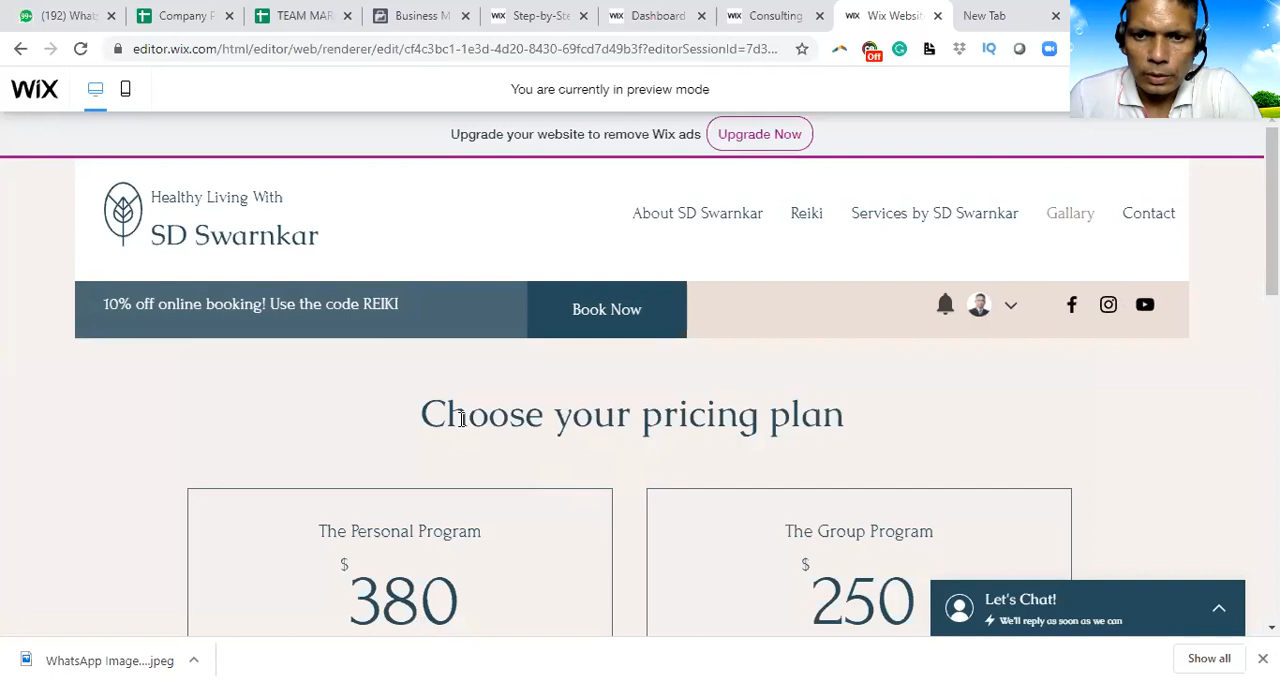 (192) Whats
Company P
TEAM MAR
Business M
Step-by-Ste
Dashboard
Consulting
Wix Websit
New Tab
editor.wix.com/html/editor/web/renderer/edit/cf4c3bc1-1e3d-4d20-8430-69fcd7d49b3f?editorSessionId=7d3...
Off
IQ
WiX
You are currently in preview mode
Upgrade your website to remove Wix ads
Upgrade Now
Healthy Living With
SD Swarnkar
About SD Swarnkar
Reiki
Services by SD Swarnkar
Gallary
Contact
10% off online booking! Use the code REIKI
Book Now
Choose your pricing plan
The Personal Program
$
380
The Group Program
$
250
Let's Chat!
We'll reply as soon as we can
WhatsApp Image....jpeg
Show all